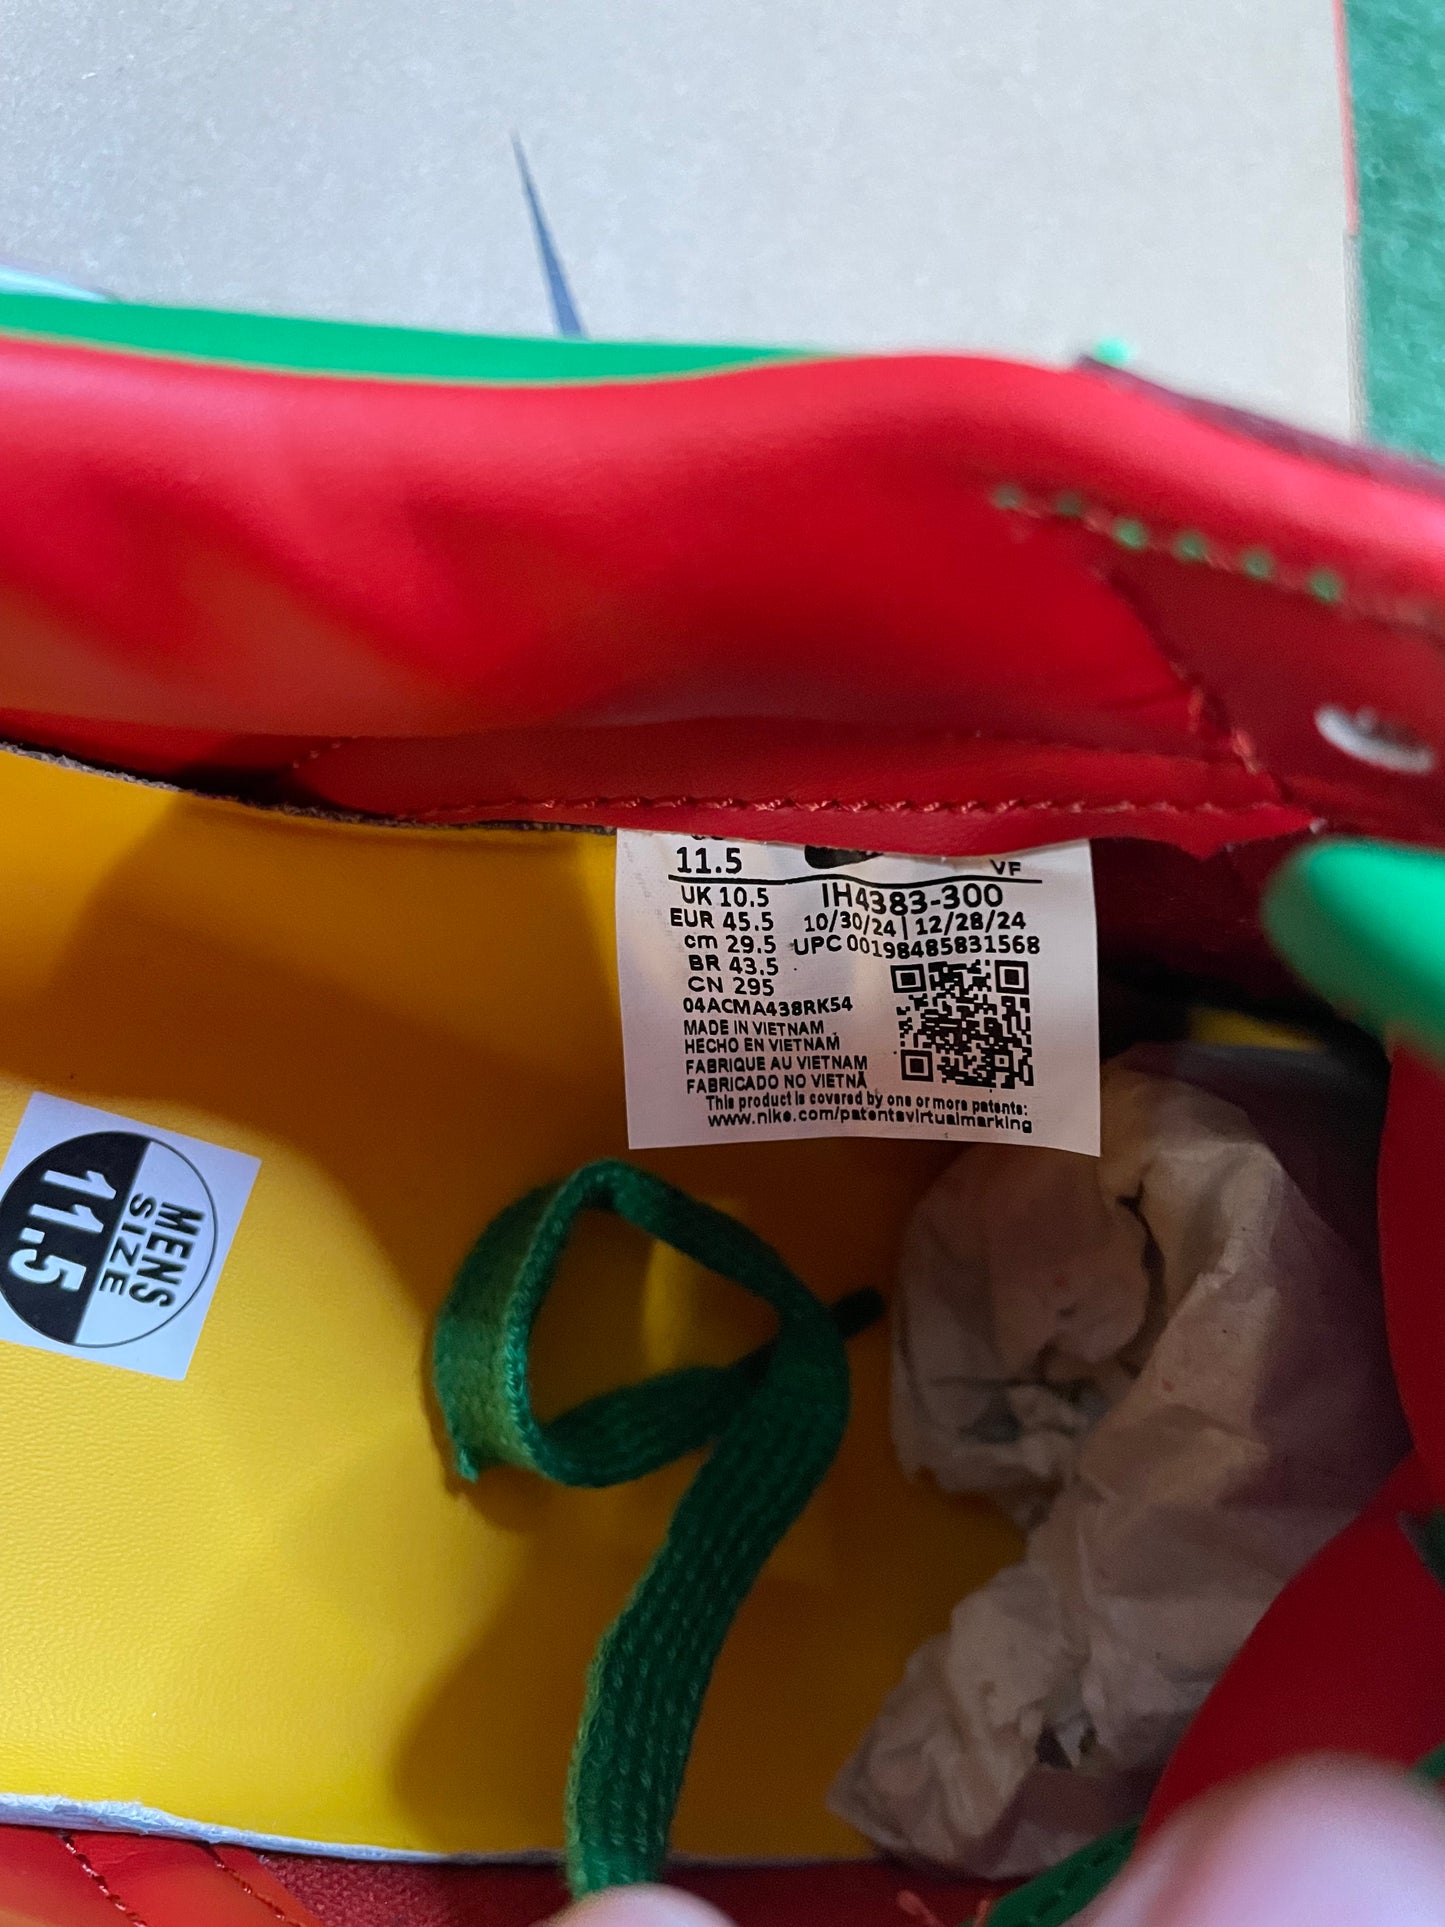 11.5
VF
UK 10.5
IH4383-300
EUR 45.5
10/30/24 | 12/28/24
cm 29.5
UPC 00198485831568
BR 43.5
CN 295
04ACMA438RK54
MADE IN VIETNAM
HECHO EN VIETNAM
FABRIQUE AU VIETNAM
FABRICADO NO VIETNÃ
This product is covered by one or more patents:
www.nike.com/patentsvirtualmarking
MENS
SIZE
11.5